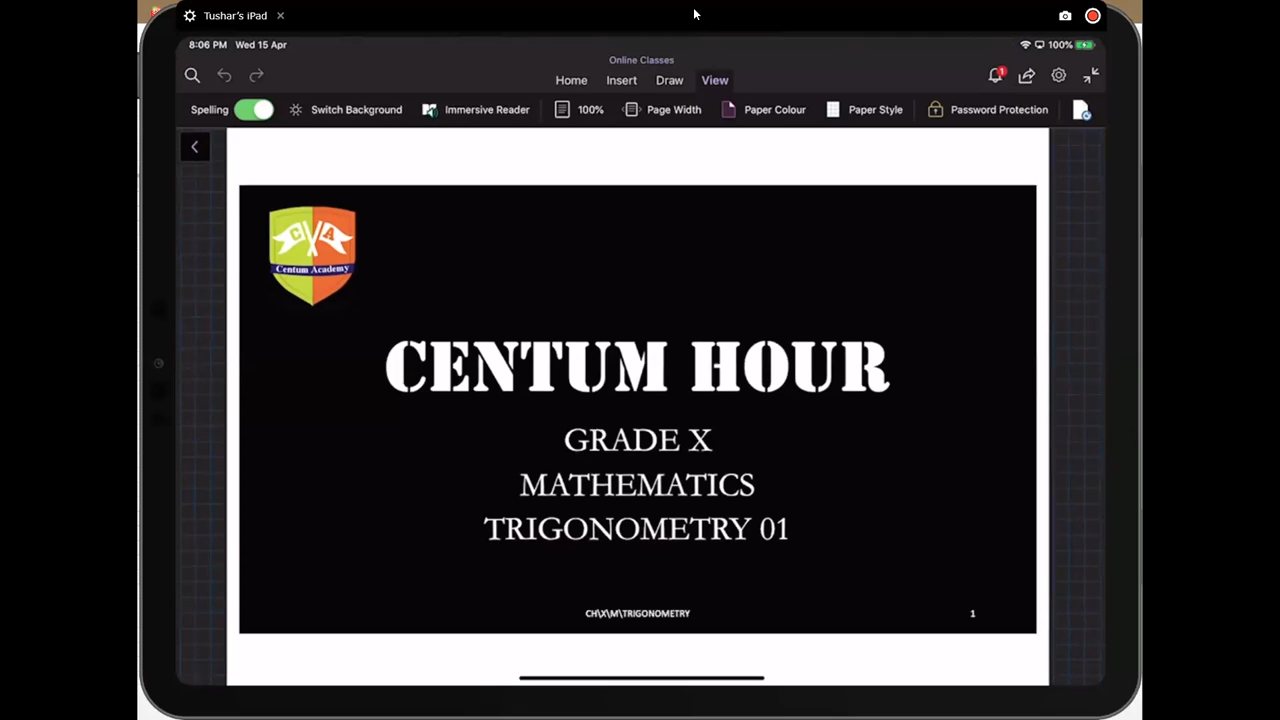 Tushar's iPad
8:06 PM Wed 15 Apr
100%
Online Classes
Home Insert Draw View
1
Spelling Switch Background Immersive Reader 100% Page Width Paper Colour Paper Style Password Protection
C A
Centum Academy
CENTUM HOUR
GRADE X
MATHEMATICS
TRIGONOMETRY 01
CH\X\M\TRIGONOMETRY 1